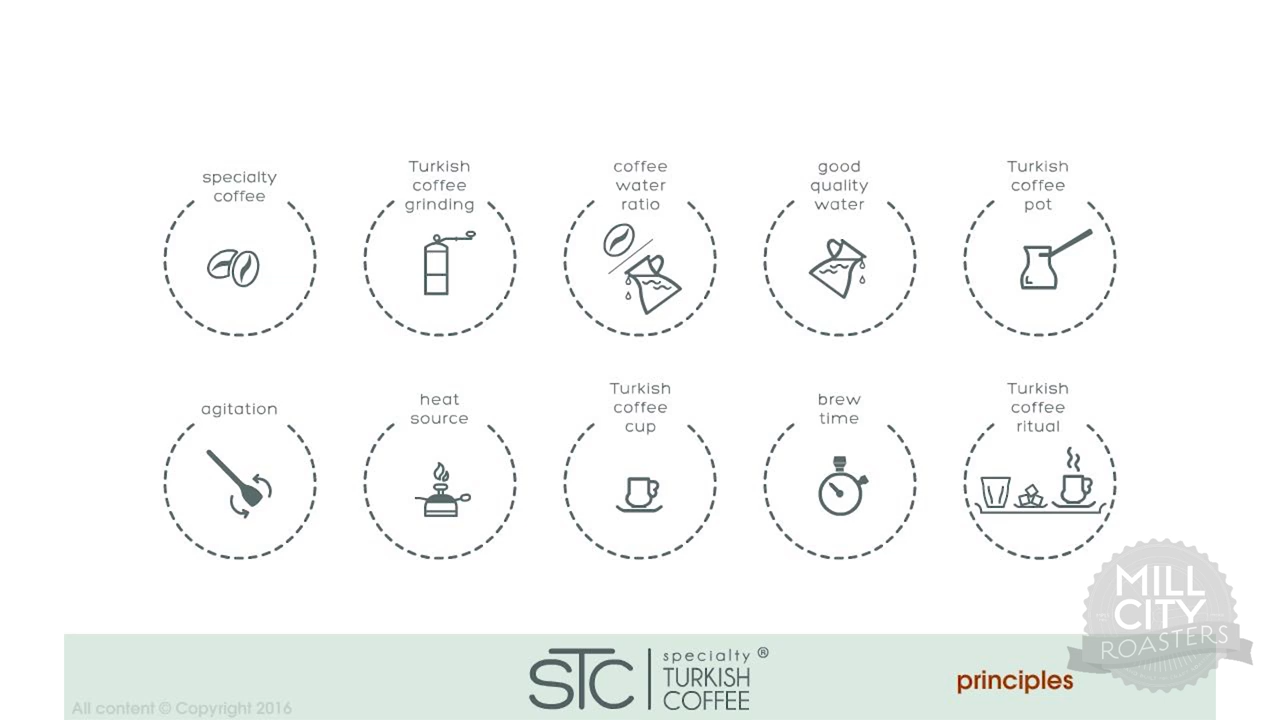 specialty
coffee
Turkish
coffee
grinding
coffee
water
ratio
good
quality
water
Turkish
coffee
pot
agitation
heat
source
Turkish
coffee
cup
brew
time
Turkish
coffee
ritual
MILL
CITY
ROASTERS
STC
specialty ®
TURKISH
COFFEE
principles
All content © Copyright 2016